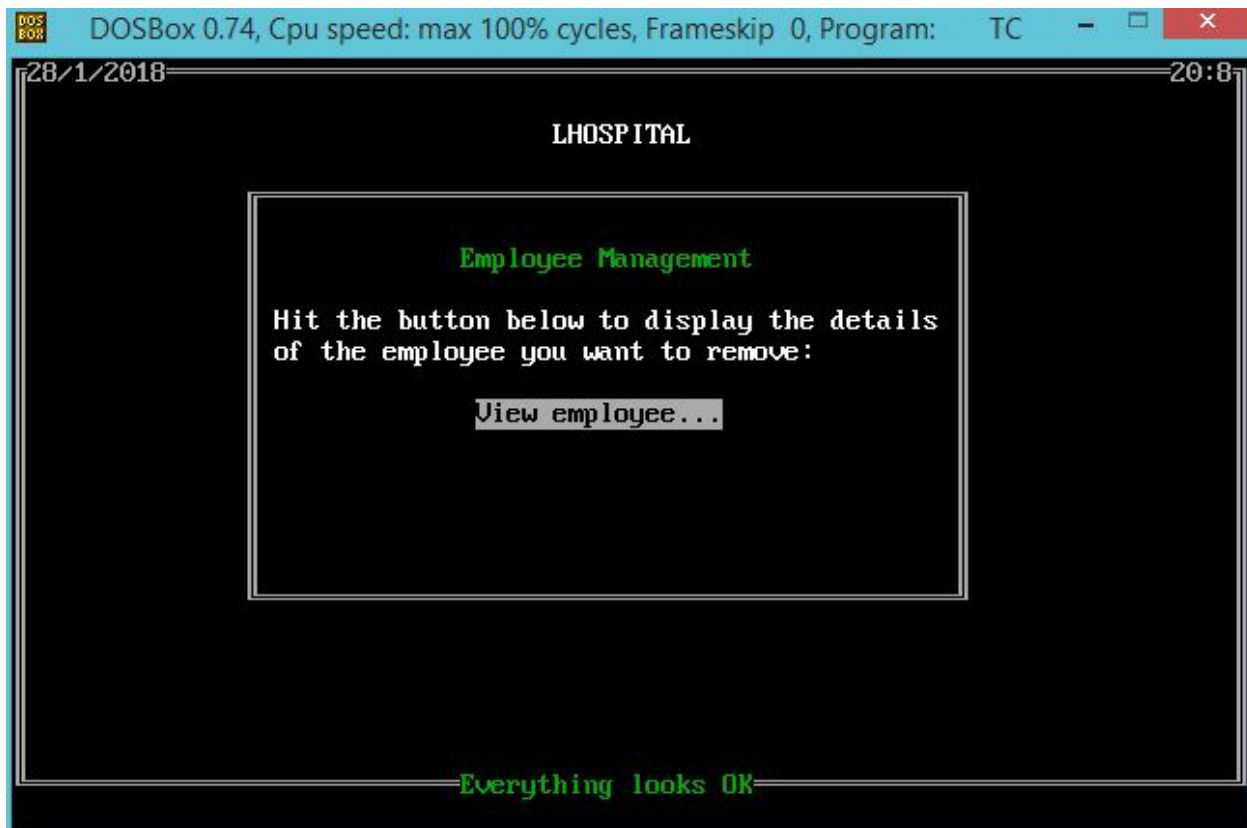 DOS
BOX
DOSBox 0.74, Cpu speed: max 100% cycles, Frameskip 0, Program: TC
28/1/2018 20:8
LHOSPITAL
Employee Management
Hit the button below to display the details
of the employee you want to remove:
View employee...
Everything looks OK